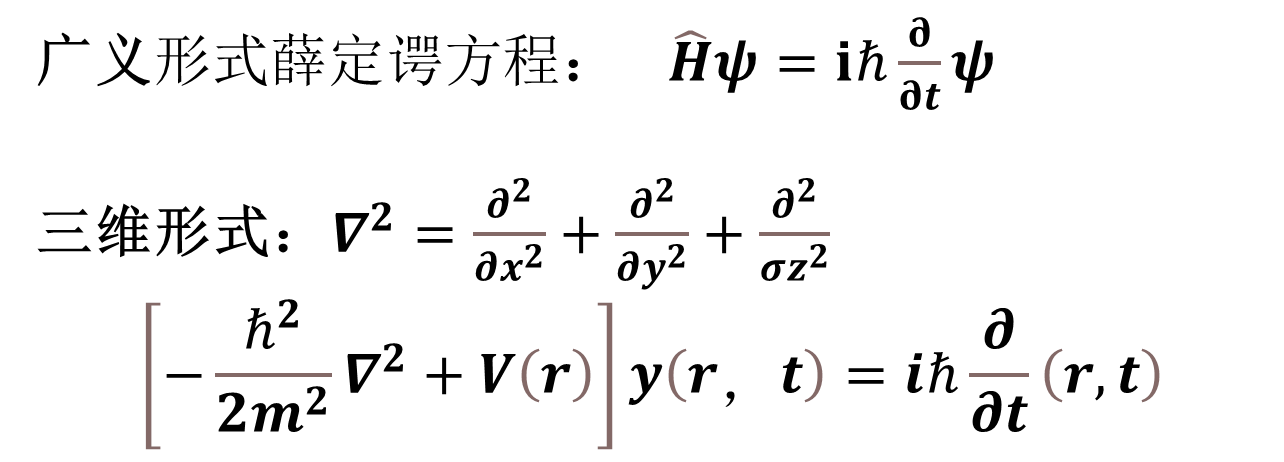 广义形式薛定谔方程： Ĥψ = iℏ ∂/∂t ψ
三维形式：∇² = ∂²/∂x² + ∂²/∂y² + ∂²/σz²
[−ℏ²/2m² ∇² + V(r)] y(r, t) = iℏ ∂/∂t (r,t)